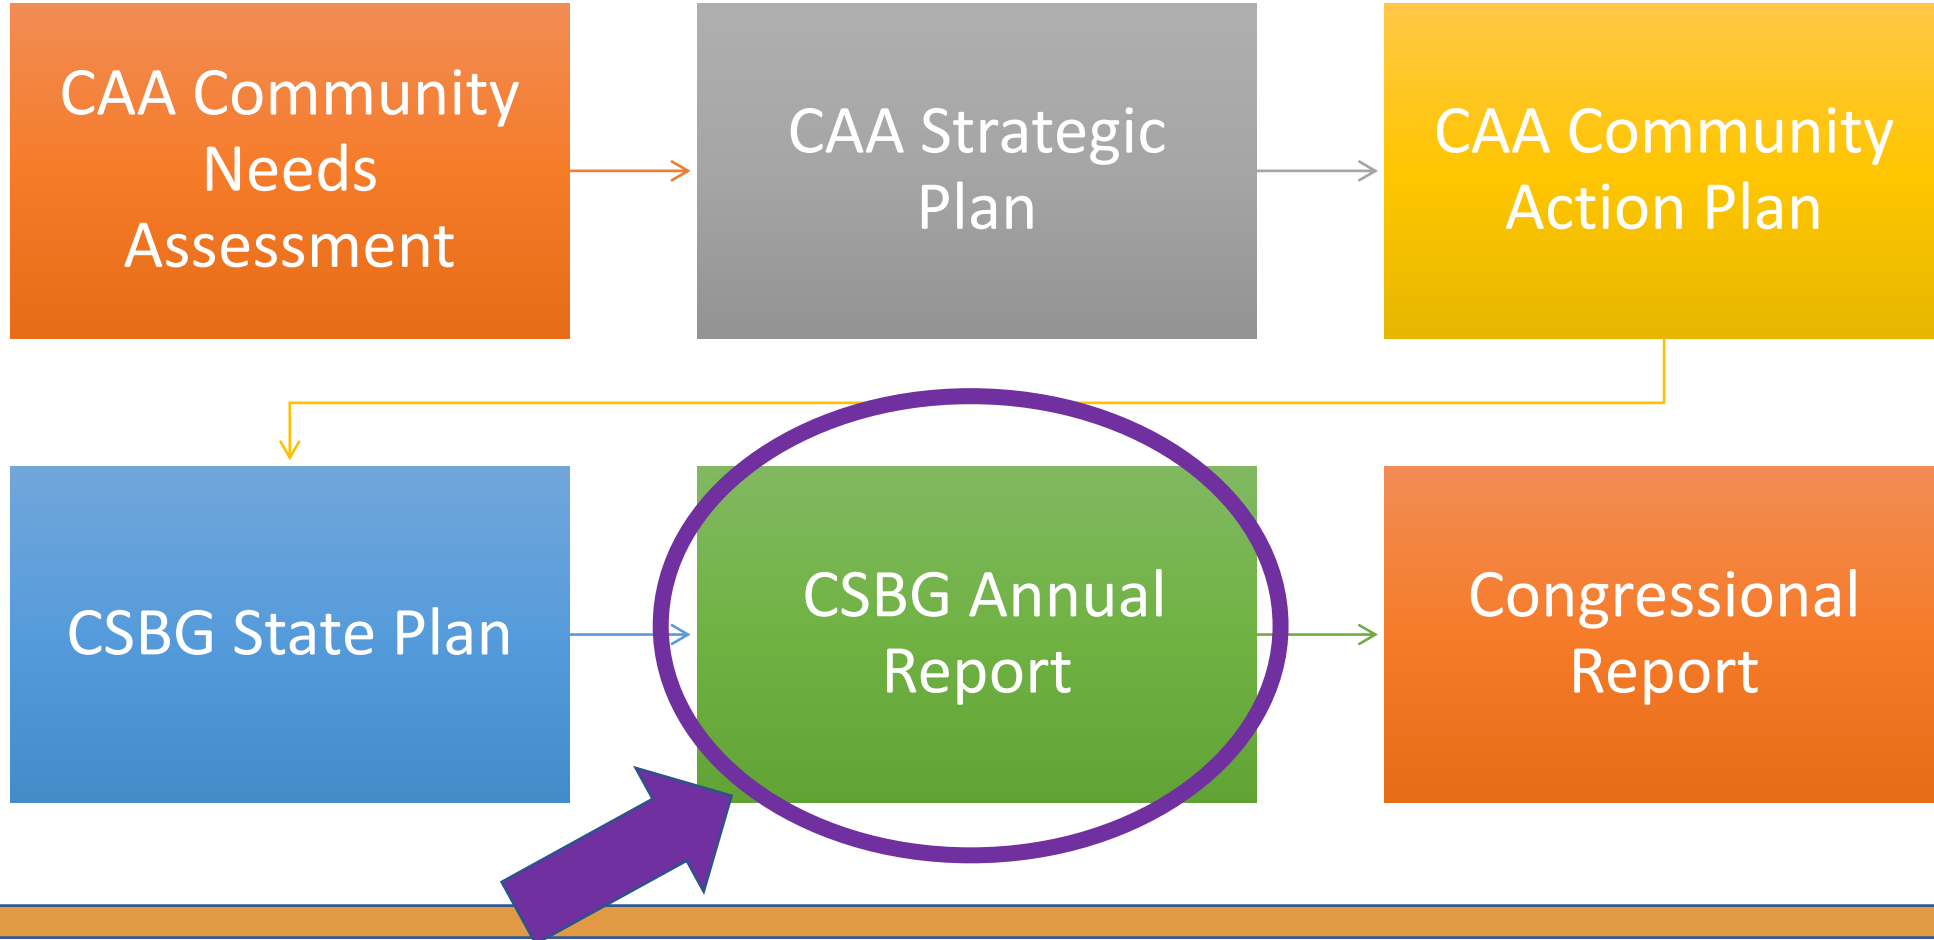 CAA Community
Needs
Assessment
CAA Strategic
Plan
CAA Community
Action Plan
CSBG State Plan
CSBG Annual
Report
Congressional
Report